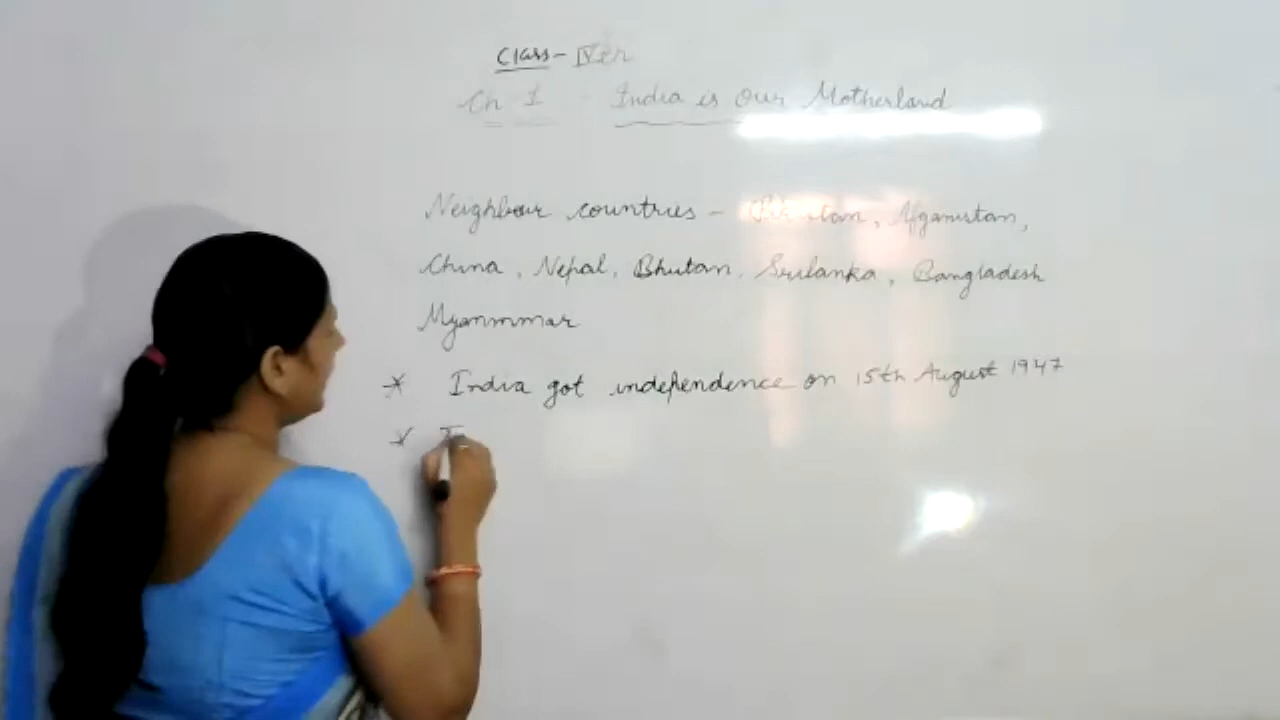 Class - IVth
Ch 1 - India is Our Motherland
Neighbour countries - Afganistan,
China, Nepal, Bhutan, Srilanka, Bangladesh
Myanmmar
* India got independence on 15th August 1947
*